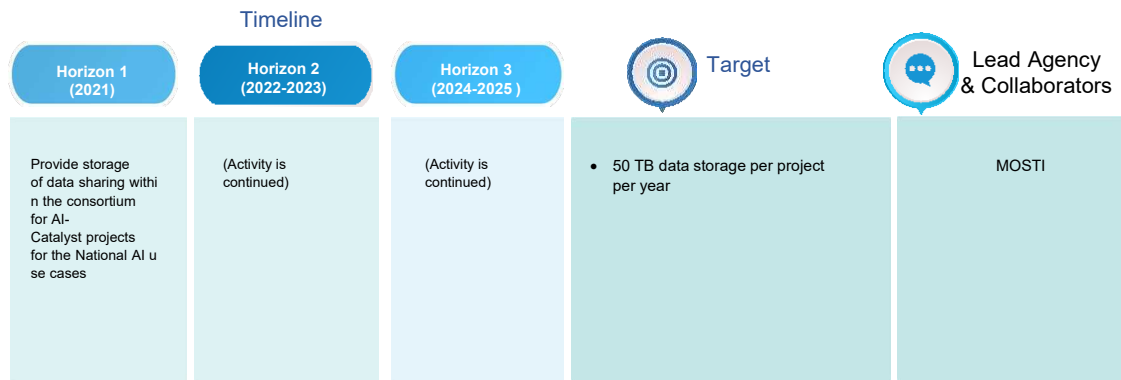 Timeline
Horizon 1
(2021)
Horizon 2
(2022-2023)
Horizon 3
(2024-2025 )
Target
Lead Agency
& Collaborators
Provide storage
of data sharing withi
n the consortium
for AI-
Catalyst projects
for the National AI u
se cases
(Activity is
continued)
(Activity is
continued)
• 50 TB data storage per project
per year
MOSTI